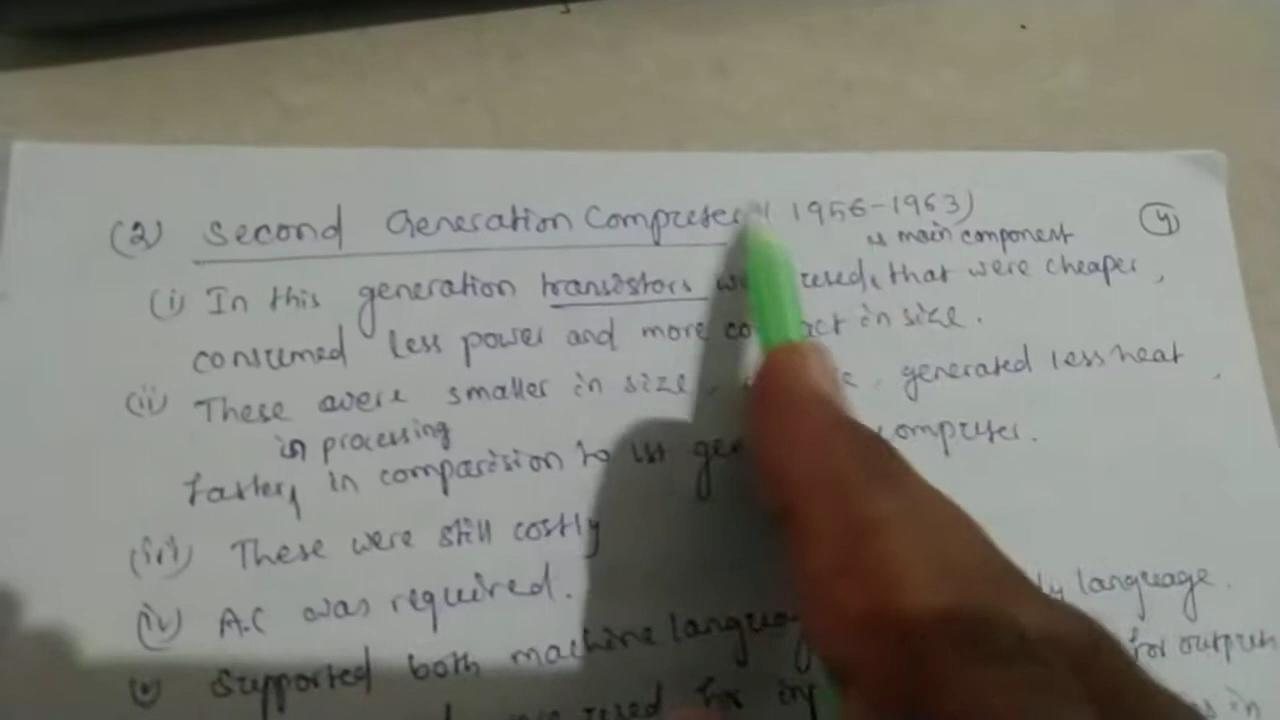 (2) Second Generation Computer ( 1956-1963) (4)
as main component
(i) In this generation transistors used, that were cheaper,
consumed less power and more in size.
(ii) These were smaller in size, generated less heat,
in processing
faster, in comparision to 1st computer.
(iii) These were still costly
(iv) A.C was required.
(v) Supported both machine language language.
used for for output
in